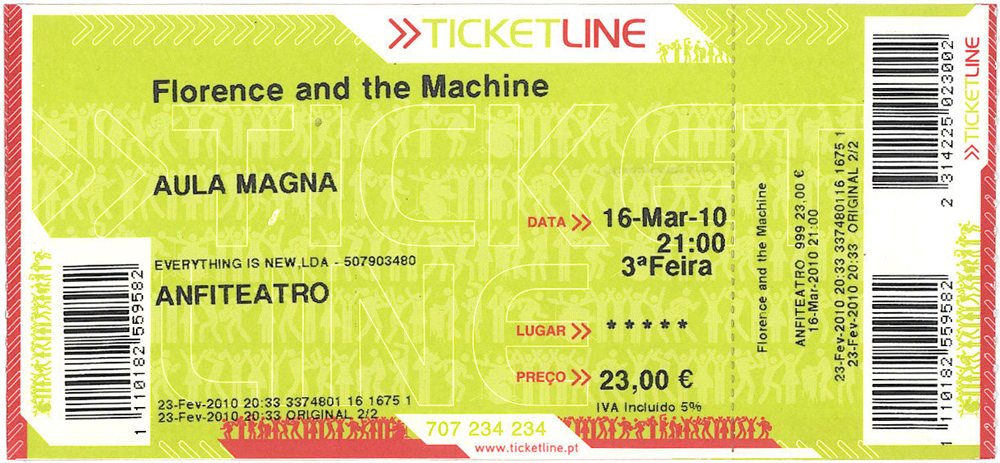 >>TICKETLINE
Florence and the Machine
AULA MAGNA
DATA >> 16-Mar-10
21:00
3ªFeira
EVERYTHING IS NEW,LDA - 507903480
ANFITEATRO
LUGAR >> * * * * *
PREÇO >> 23,00 €
IVA Incluido 5%
23-Fev-2010 20:33 3374801 16 1675 1
23-Fev-2010 20:33 ORIGINAL 2/2
707 234 234
www.ticketline.pt
1 110182 559582
TICKET
LINE
Florence and the Machine
ANFITEATRO 999 23,00 €
16-Mar-2010 21:00
23-Fev-2010 20:33 337480116 1675 1
23-Fev-2010 20:33 ORIGINAL 2/2
2 314225 023002
1 110182 559582
>>TICKETLINE